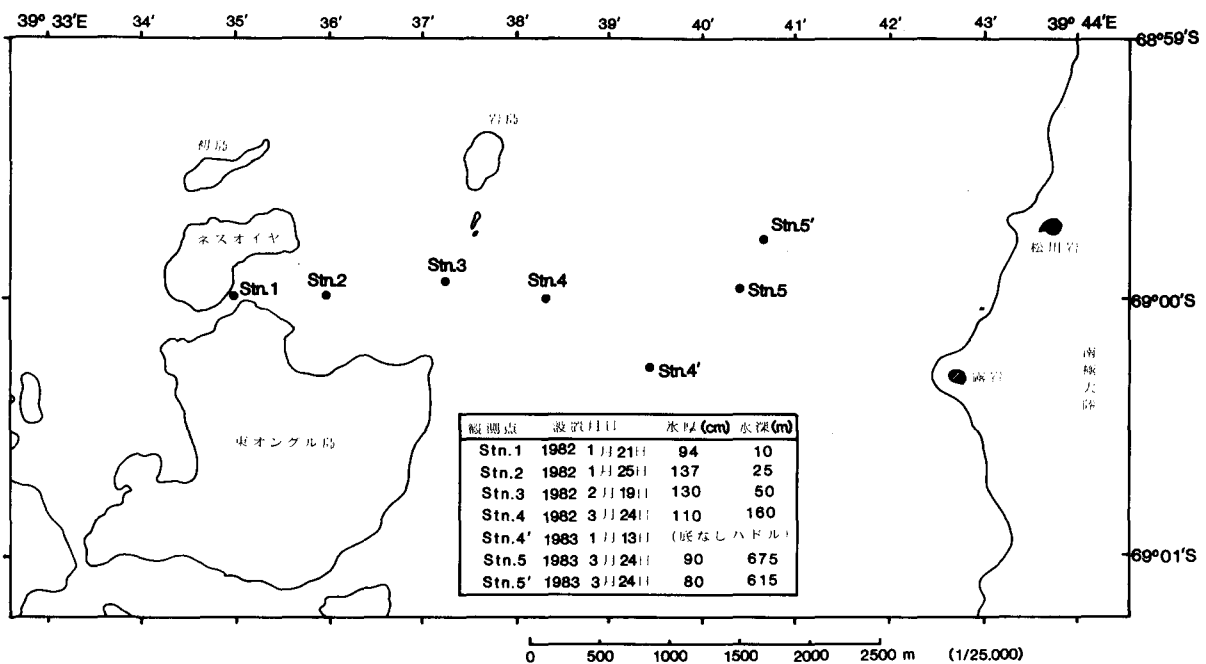 39° 33′E 34′ 35′ 36′ 37′ 38′ 39′ 40′ 41′ 42′ 43′ 39° 44′E
68°59′S
岩島
ネスオイヤ
Stn.5′
松川岩
Stn.3
Stn.2
Stn.1
Stn.4
Stn.5
69°00′S
Stn.4′
露岩
南極大陸
東オングル島
観測点 設置月日 氷厚(cm) 水深(m)
Stn.1 1982 1月21日 94 10
Stn.2 1982 1月25日 137 25
Stn.3 1982 2月19日 130 50
Stn.4 1982 3月24日 110 160
Stn.4′ 1983 1月13日 (底なしパドル)
Stn.5 1983 3月24日 90 675
Stn.5′ 1983 3月24日 80 615
69°01′S
0 500 1000 1500 2000 2500 m (1/25.000)